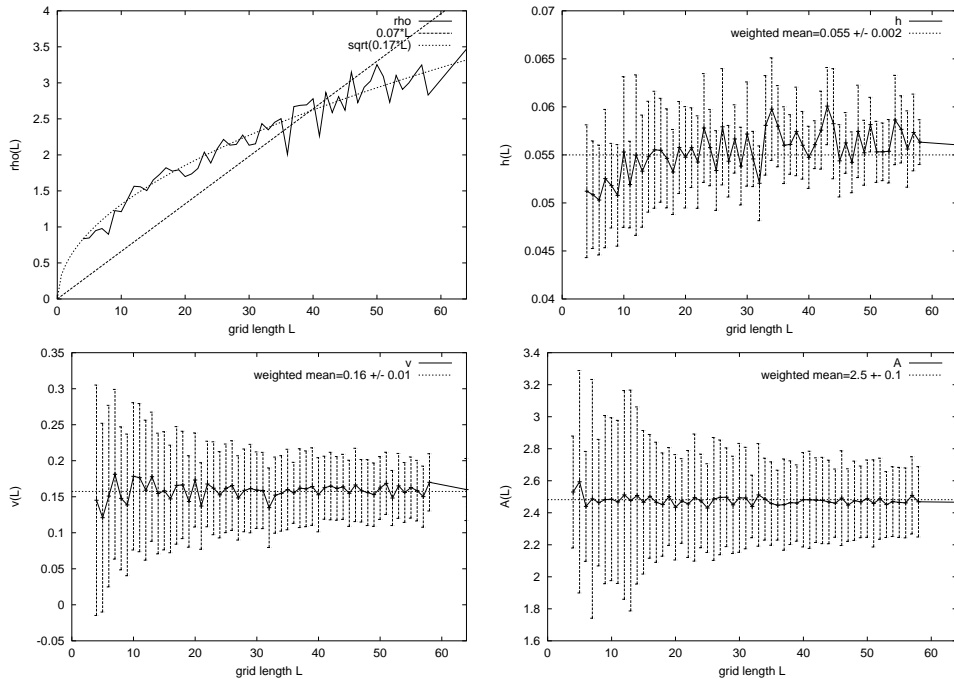 4
3.5
3
2.5
2
1.5
1
0.5
0
0 10 20 30 40 50 60
rho(L)
grid length L
rho
0.07*L
sqrt(0.17*L)
0.07
0.065
0.06
0.055
0.05
0.045
0.04
0 10 20 30 40 50 60
h(L)
grid length L
h
weighted mean=0.055 +/- 0.002
0.35
0.3
0.25
0.2
0.15
0.1
0.05
0
-0.05
0 10 20 30 40 50 60
v(L)
grid length L
v
weighted mean=0.16 +/- 0.01
3.4
3.2
3
2.8
2.6
2.4
2.2
2
1.8
1.6
0 10 20 30 40 50 60
A(L)
grid length L
A
weighted mean=2.5 +- 0.1